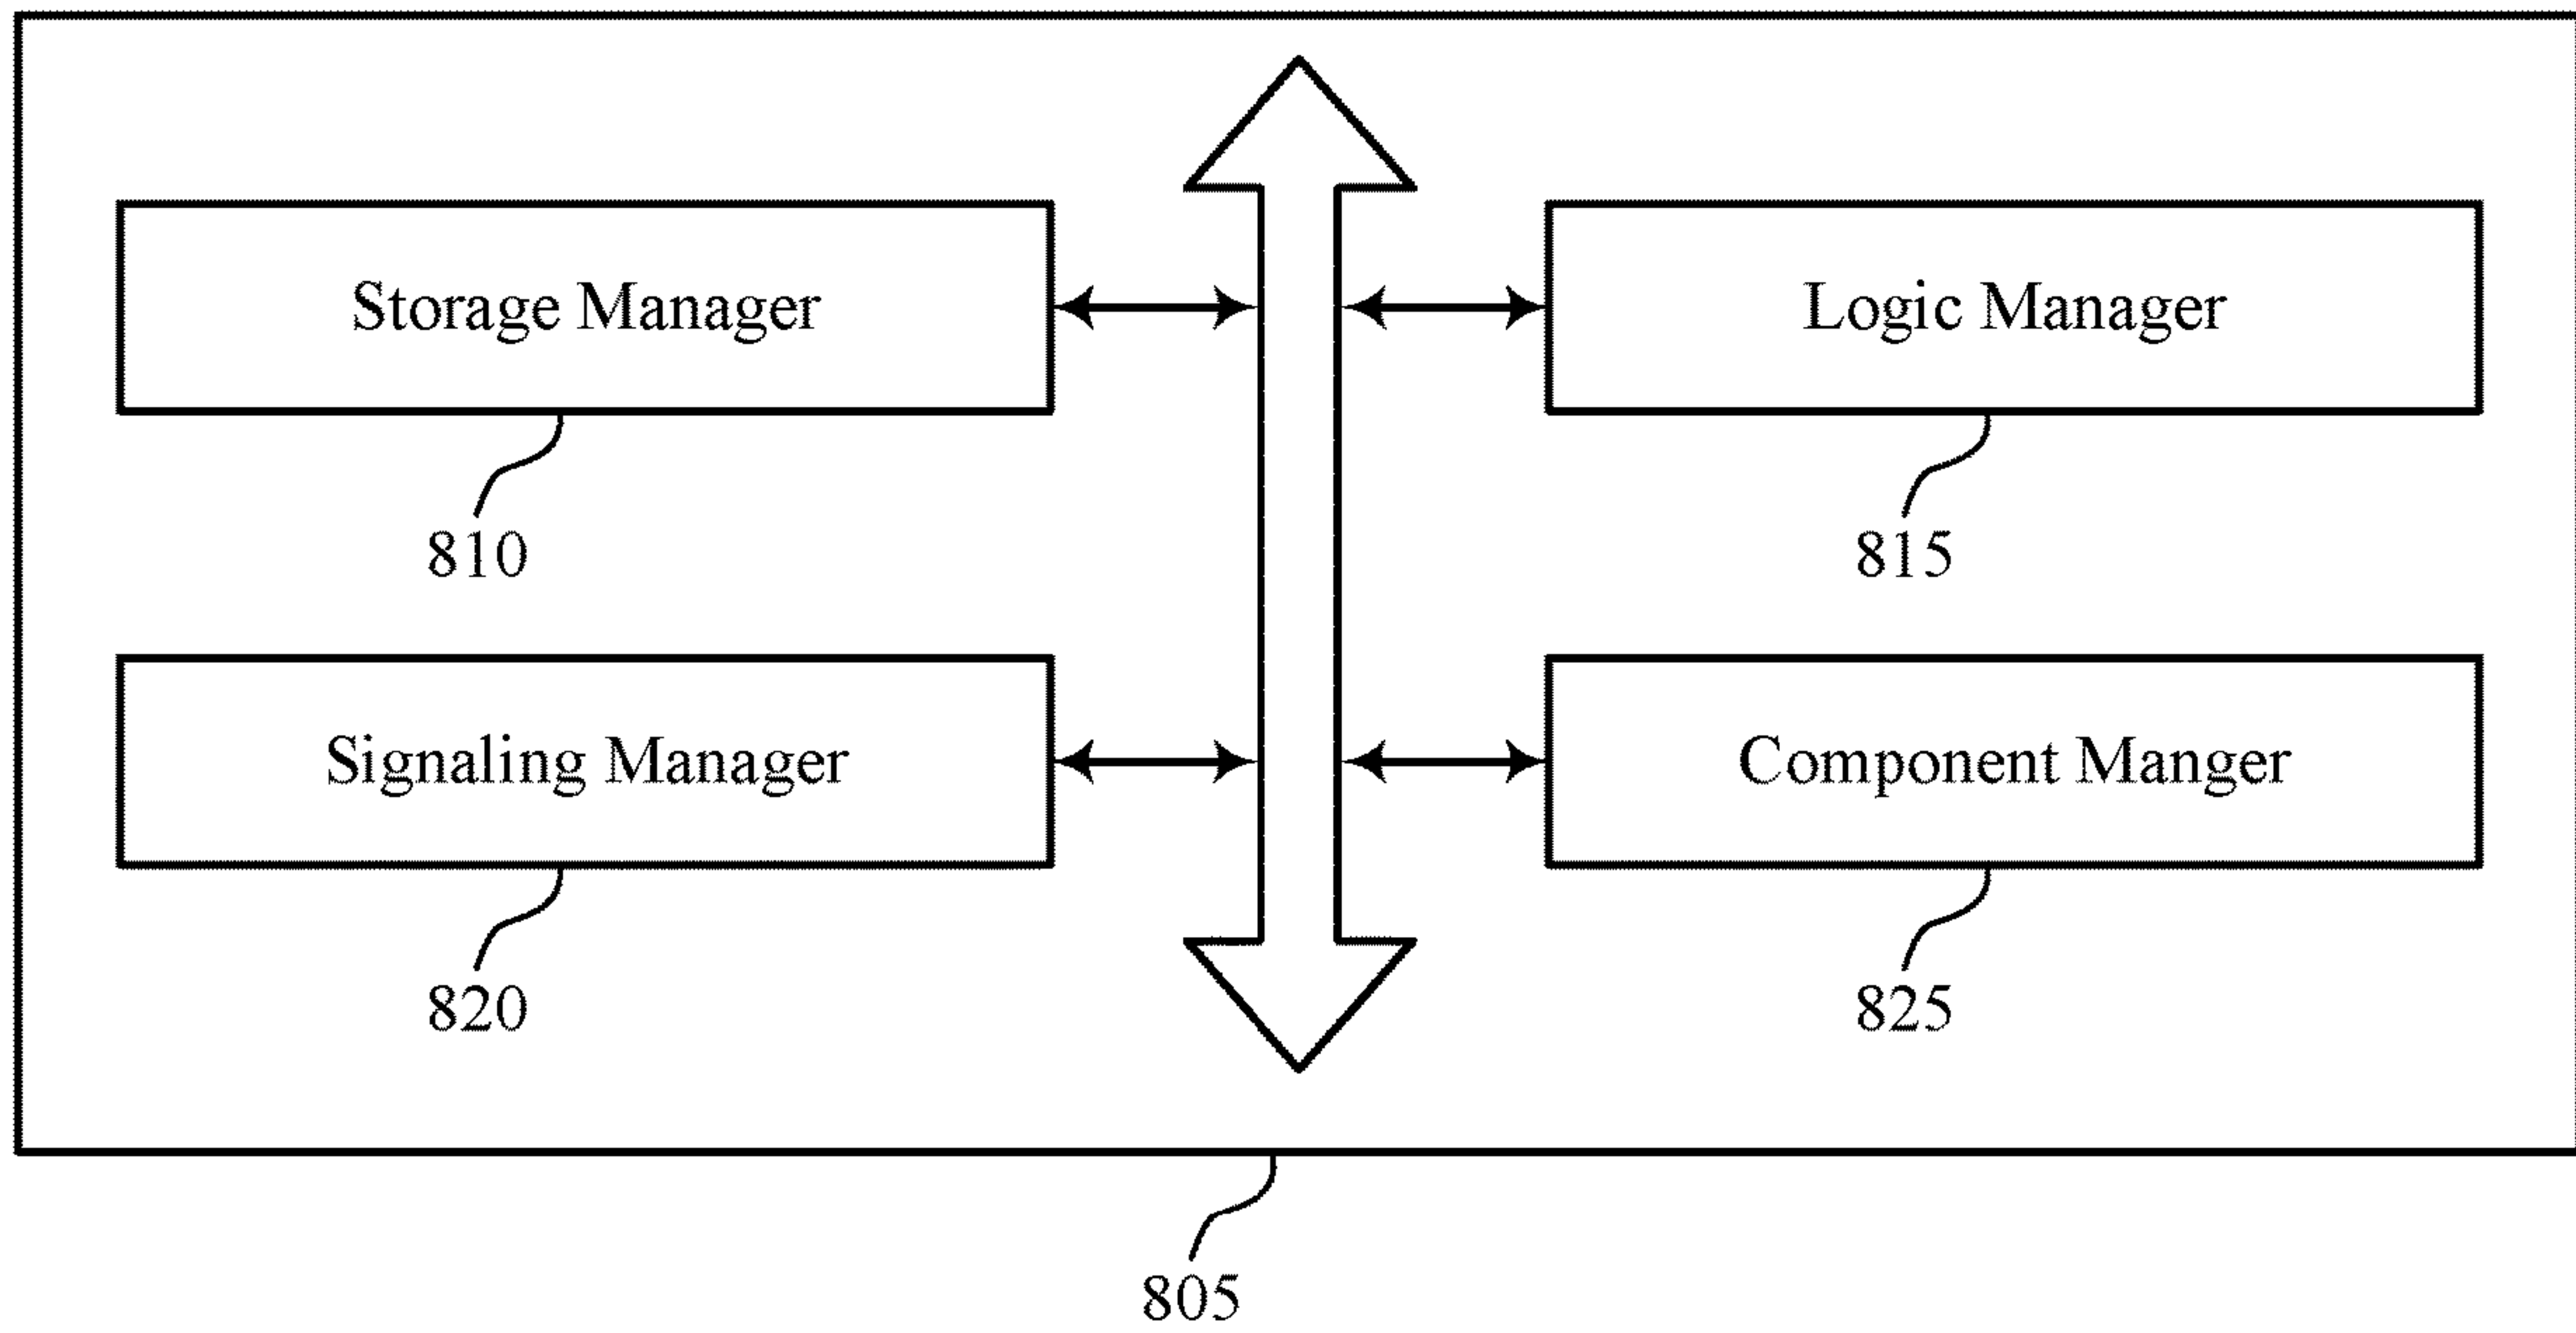 Storage Manager
Logic Manager
810
815
Signaling Manager
Component Manger
820
825
805